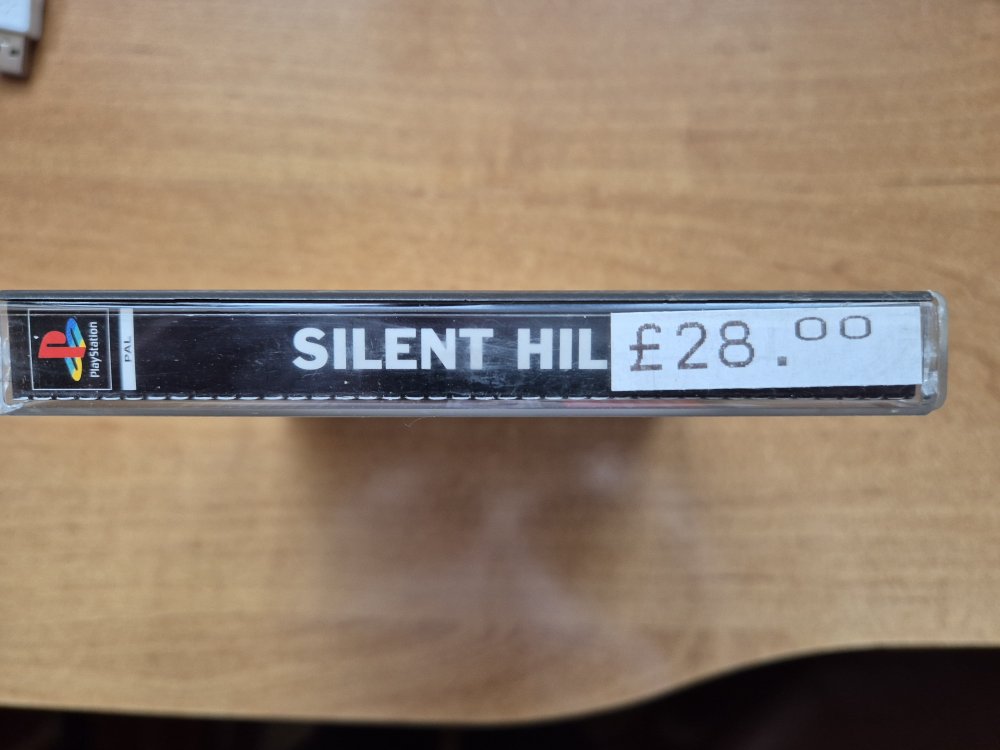 PlayStation
PAL
SILENT HIL
£28.00